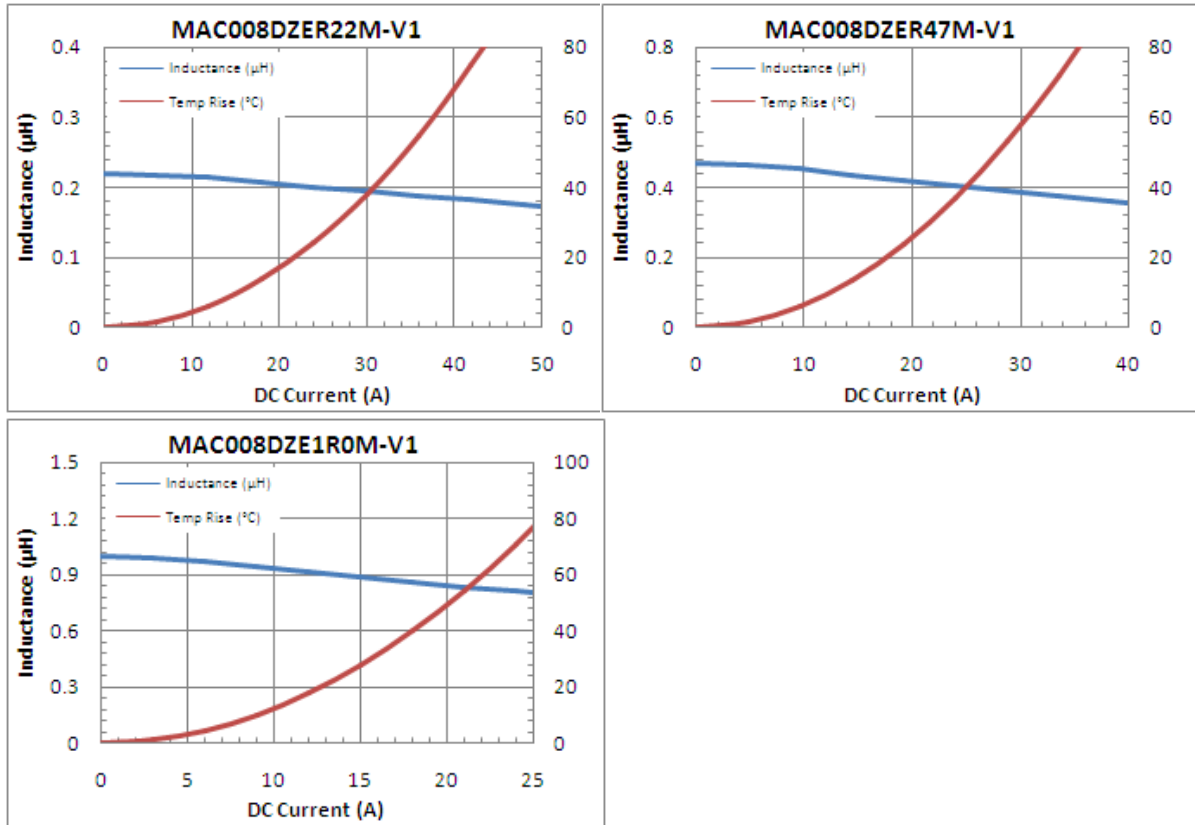 MAC008DZER22M-V1
0.4
0.3
0.2
0.1
0
Inductance (µH)
Inductance (µH)
Temp Rise (°C)
80
60
40
20
0
0 10 20 30 40 50
DC Current (A)
MAC008DZER47M-V1
0.8
0.6
0.4
0.2
0
Inductance (µH)
Inductance (µH)
Temp Rise (°C)
80
60
40
20
0
0 10 20 30 40
DC Current (A)
MAC008DZE1R0M-V1
1.5
1.2
0.9
0.6
0.3
0
Inductance (µH)
Inductance (µH)
Temp Rise (°C)
100
80
60
40
20
0
0 5 10 15 20 25
DC Current (A)